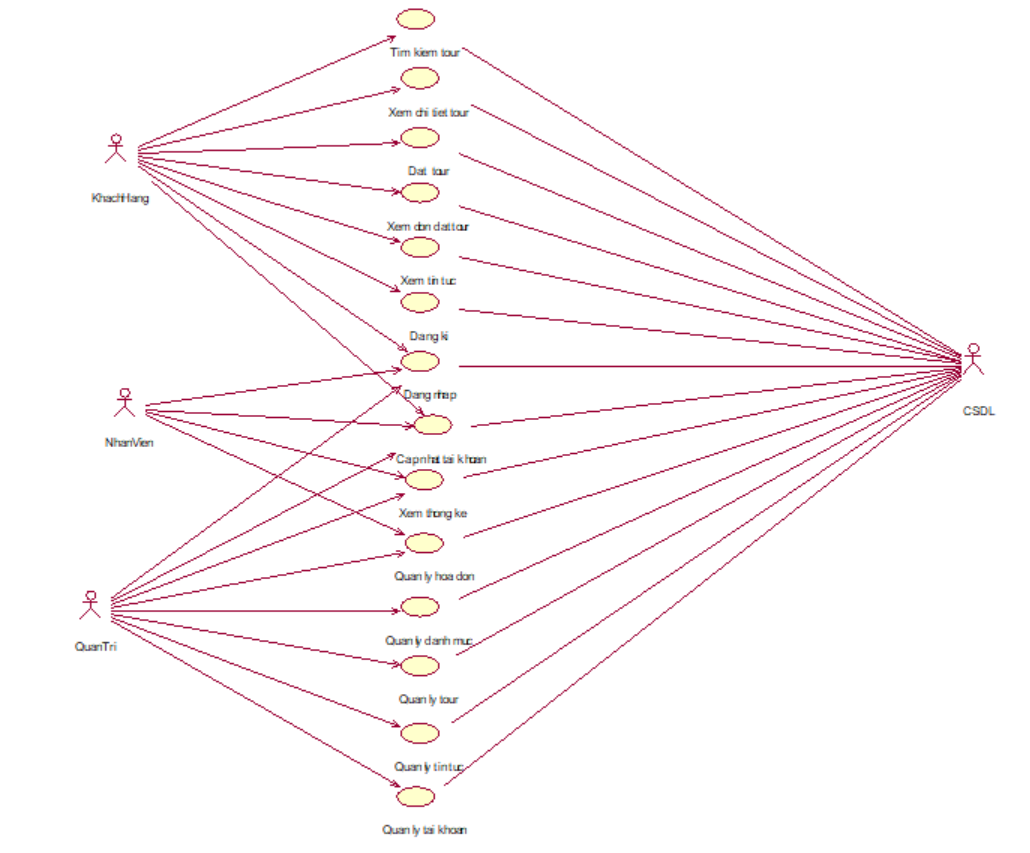 Tim kiem tour
Xem chi tiet tour
KhachHang
Dat tour
Xem don dat tour
Xem tin tuc
Dang ki
Dang nhap
NhanVien
CSDL
Cap nhat tai khoan
Xem thong ke
Quan ly hoa don
QuanTri
Quan ly danh muc
Quan ly tour
Quan ly tin tuc
Quan ly tai khoan